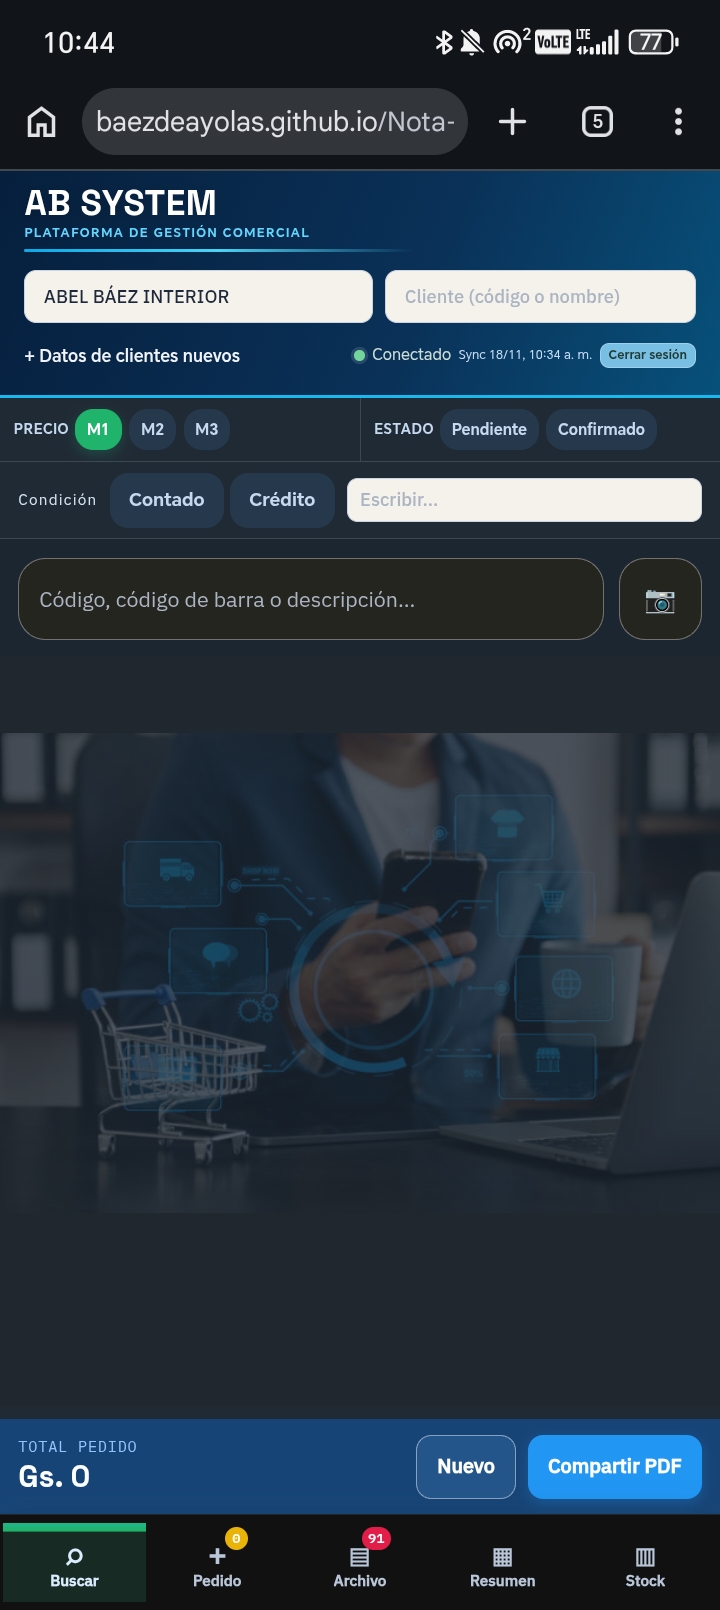 10:44
2 VoLTE LTE 77
baezdeayolas.github.io/Nota-
5
AB SYSTEM
PLATAFORMA DE GESTIÓN COMERCIAL
ABEL BÁEZ INTERIOR
Cliente (código o nombre)
+ Datos de clientes nuevos
Conectado Sync 18/11, 10:34 a. m. Cerrar sesión
PRECIO M1 M2 M3
ESTADO Pendiente Confirmado
Condición Contado Crédito Escribir...
Código, código de barra o descripción...
TOTAL PEDIDO
Gs. 0
Nuevo
Compartir PDF
Buscar
0
Pedido
91
Archivo
Resumen
Stock